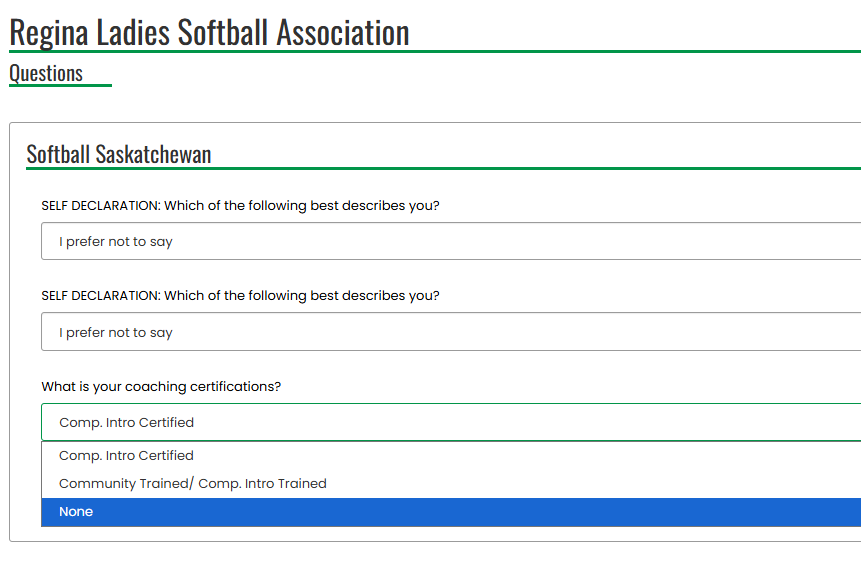 Regina Ladies Softball Association
Questions
Softball Saskatchewan
SELF DECLARATION: Which of the following best describes you?
I prefer not to say
SELF DECLARATION: Which of the following best describes you?
I prefer not to say
What is your coaching certifications?
Comp. Intro Certified
Comp. Intro Certified
Community Trained/ Comp. Intro Trained
None